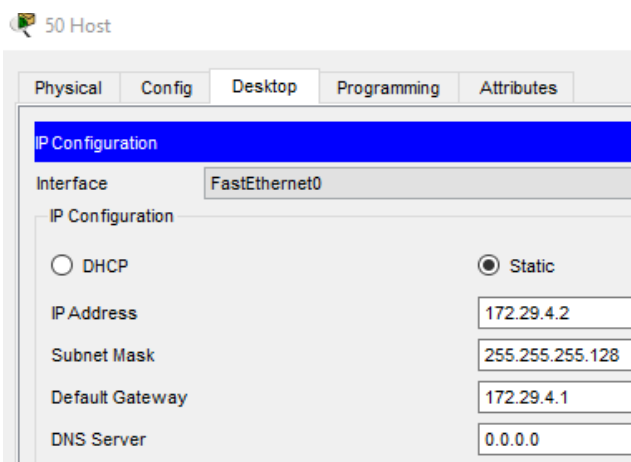 50 Host
Physical Config Desktop Programming Attributes
IP Configuration
Interface FastEthernet0
IP Configuration
DHCP Static
IP Address 172.29.4.2
Subnet Mask 255.255.255.128
Default Gateway 172.29.4.1
DNS Server 0.0.0.0